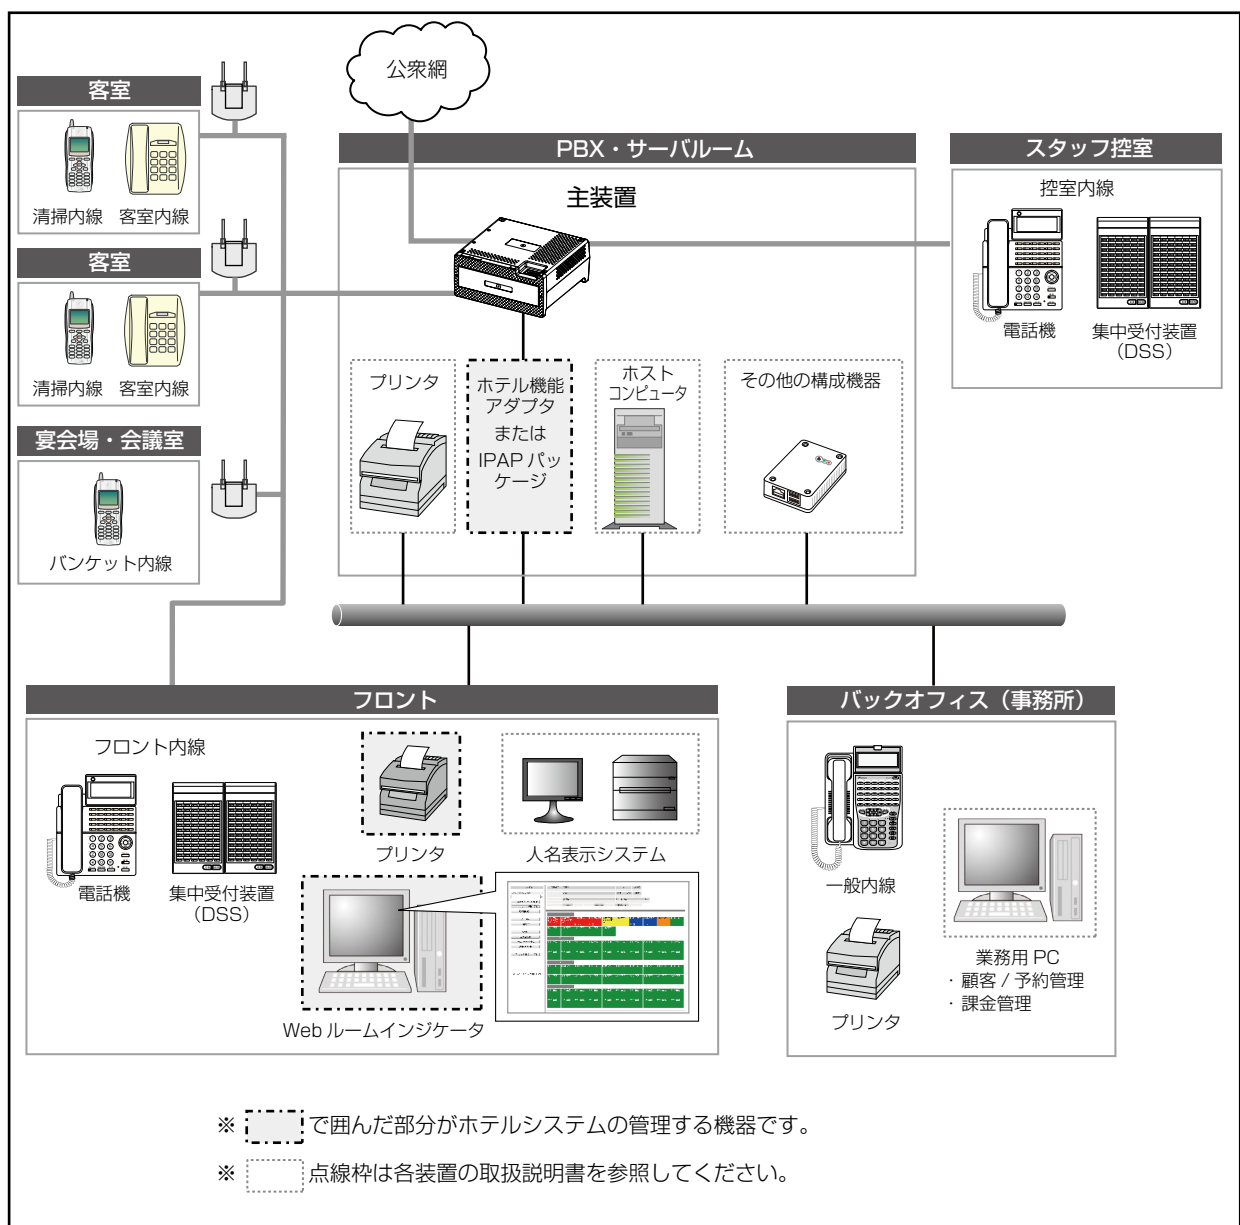 公衆網
客室
清掃内線
客室内線
客室
清掃内線
客室内線
宴会場・会議室
バンケット内線
PBX・サーバルーム
主装置
プリンタ
ホテル機能
アダプタ
または
IPAP パッ
ケージ
ホスト
コンピュータ
その他の構成機器
スタッフ控室
控室内線
電話機
集中受付装置
（DSS）
フロント
フロント内線
電話機
集中受付装置
（DSS）
プリンタ
人名表示システム
Web ルームインジケータ
バックオフィス（事務所）
一般内線
プリンタ
業務用 PC
・ 顧客 / 予約管理
・ 課金管理
※ で囲んだ部分がホテルシステムの管理する機器です。
※ 点線枠は各装置の取扱説明書を参照してください。